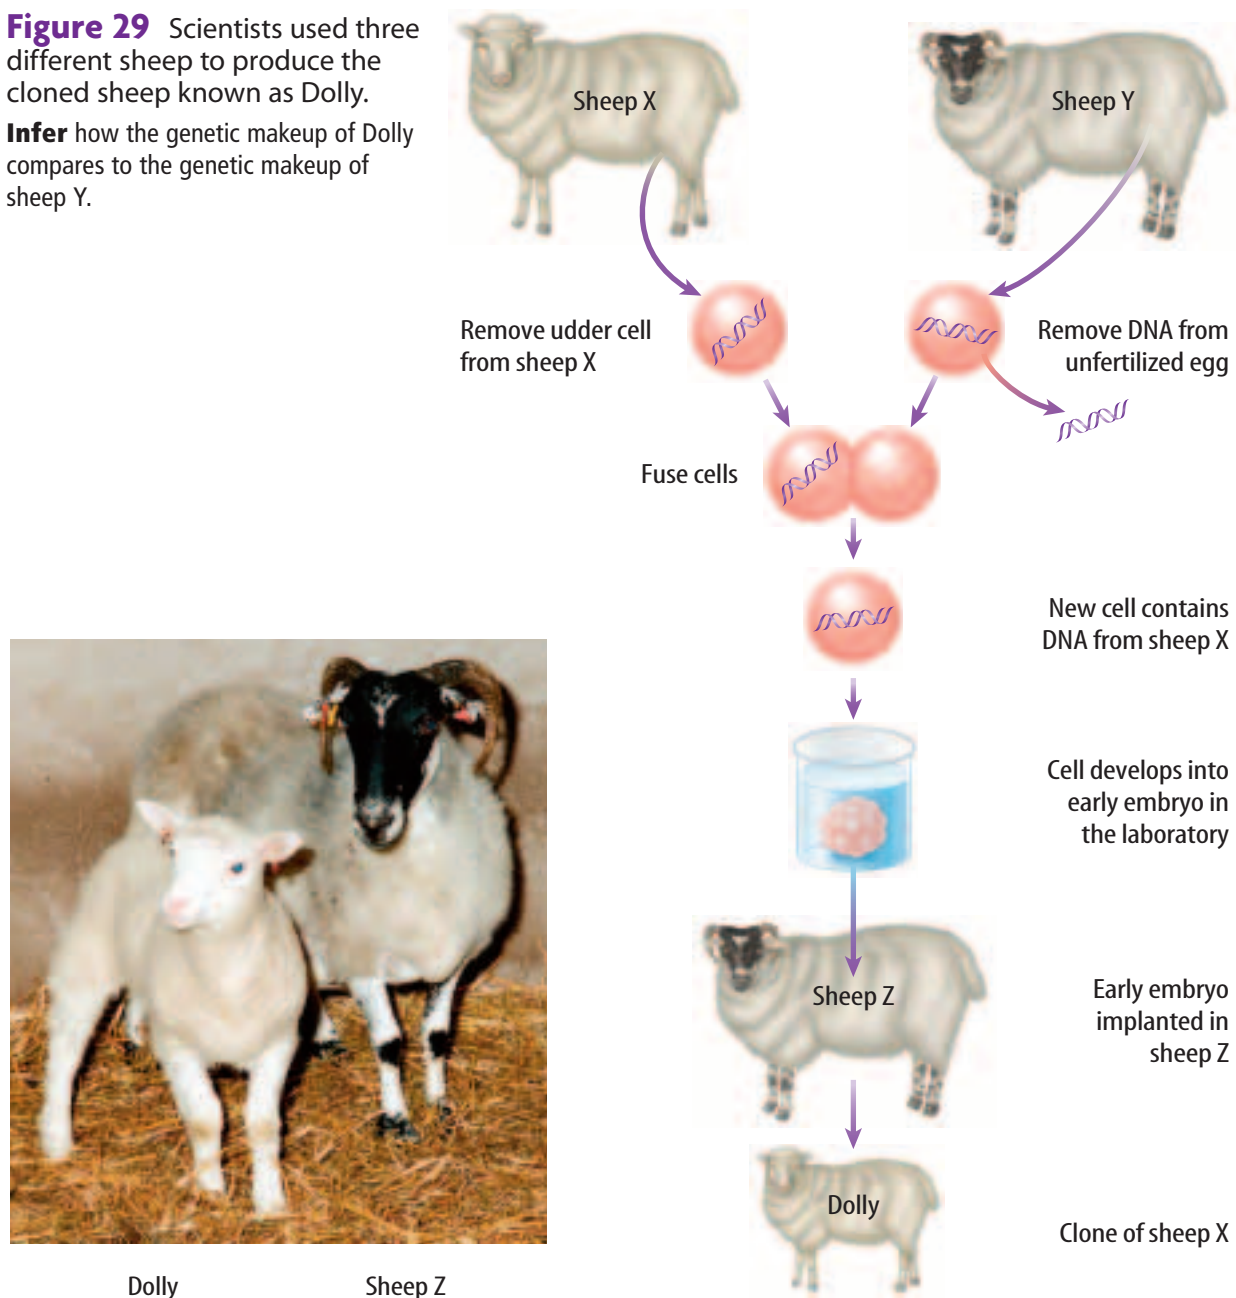 Figure 29 Scientists used three
different sheep to produce the
cloned sheep known as Dolly.
Infer how the genetic makeup of Dolly
compares to the genetic makeup of
sheep Y.
Sheep X
Sheep Y
Remove udder cell
from sheep X
Remove DNA from
unfertilized egg
Fuse cells
New cell contains
DNA from sheep X
Cell develops into
early embryo in
the laboratory
Sheep Z
Early embryo
implanted in
sheep Z
Dolly
Clone of sheep X
Dolly
Sheep Z